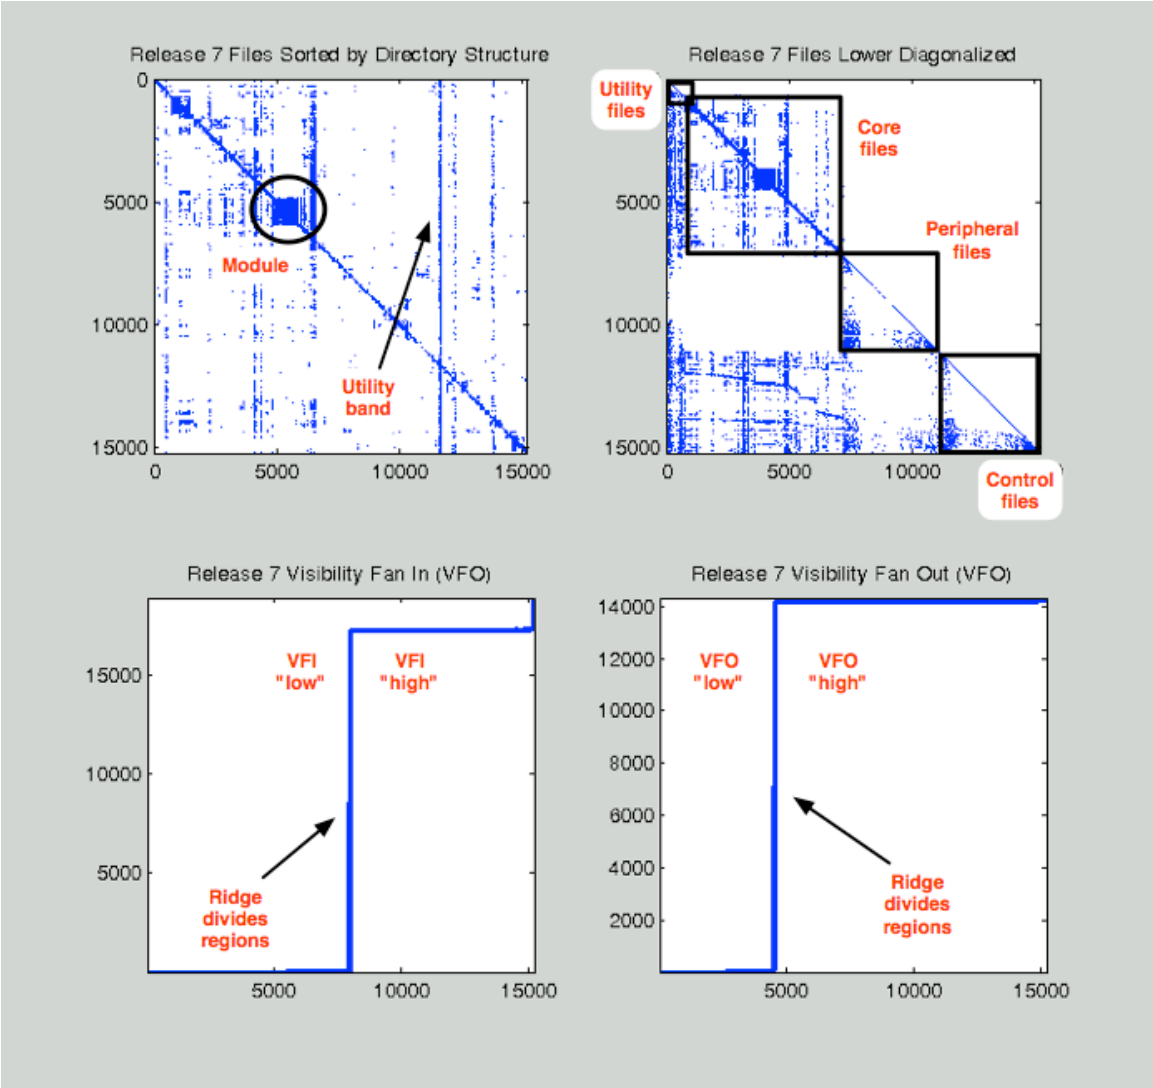 Release 7 Files Sorted by Directory Structure
0
5000
10000
15000
0
5000
10000
15000
Module
Utility
band
Release 7 Files Lower Diagonalized
Utility
files
Core
files
Peripheral
files
5000
10000
15000
0
5000
10000
Control
files
Release 7 Visibility Fan In (VFO)
15000
10000
5000
5000
10000
15000
VFI
"low"
VFI
"high"
Ridge
divides
regions
Release 7 Visibility Fan Out (VFO)
14000
12000
10000
8000
6000
4000
2000
5000
10000
15000
VFO
"low"
VFO
"high"
Ridge
divides
regions